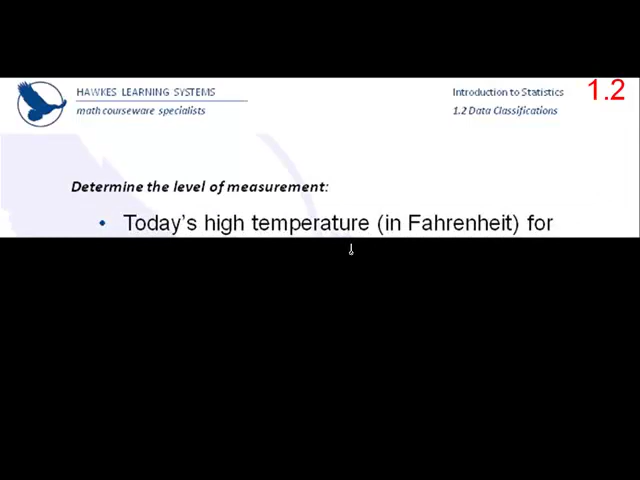 HAWKES LEARNING SYSTEMS
math courseware specialists
Introduction to Statistics
1.2 Data Classifications
1.2
Determine the level of measurement:
• Today's high temperature (in Fahrenheit) for